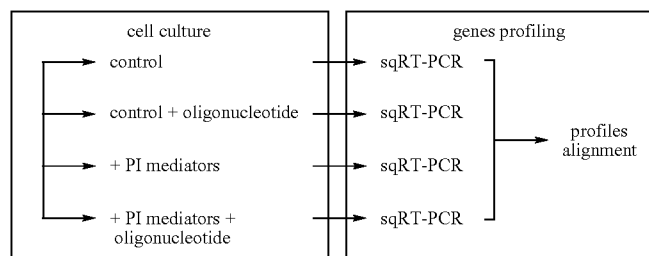 cell culture
genes profiling
control
sqRT-PCR
control + oligonucleotide
sqRT-PCR
profiles
alignment
+ PI mediators
sqRT-PCR
+ PI mediators +
oligonucleotide
sqRT-PCR